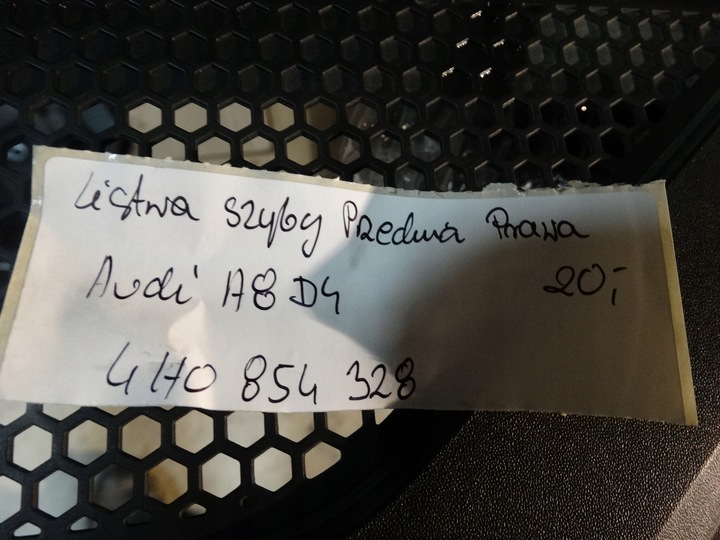 Listwa Szyby Przednia Prawa
Audi A8 D4 20,-
4H0 854 328